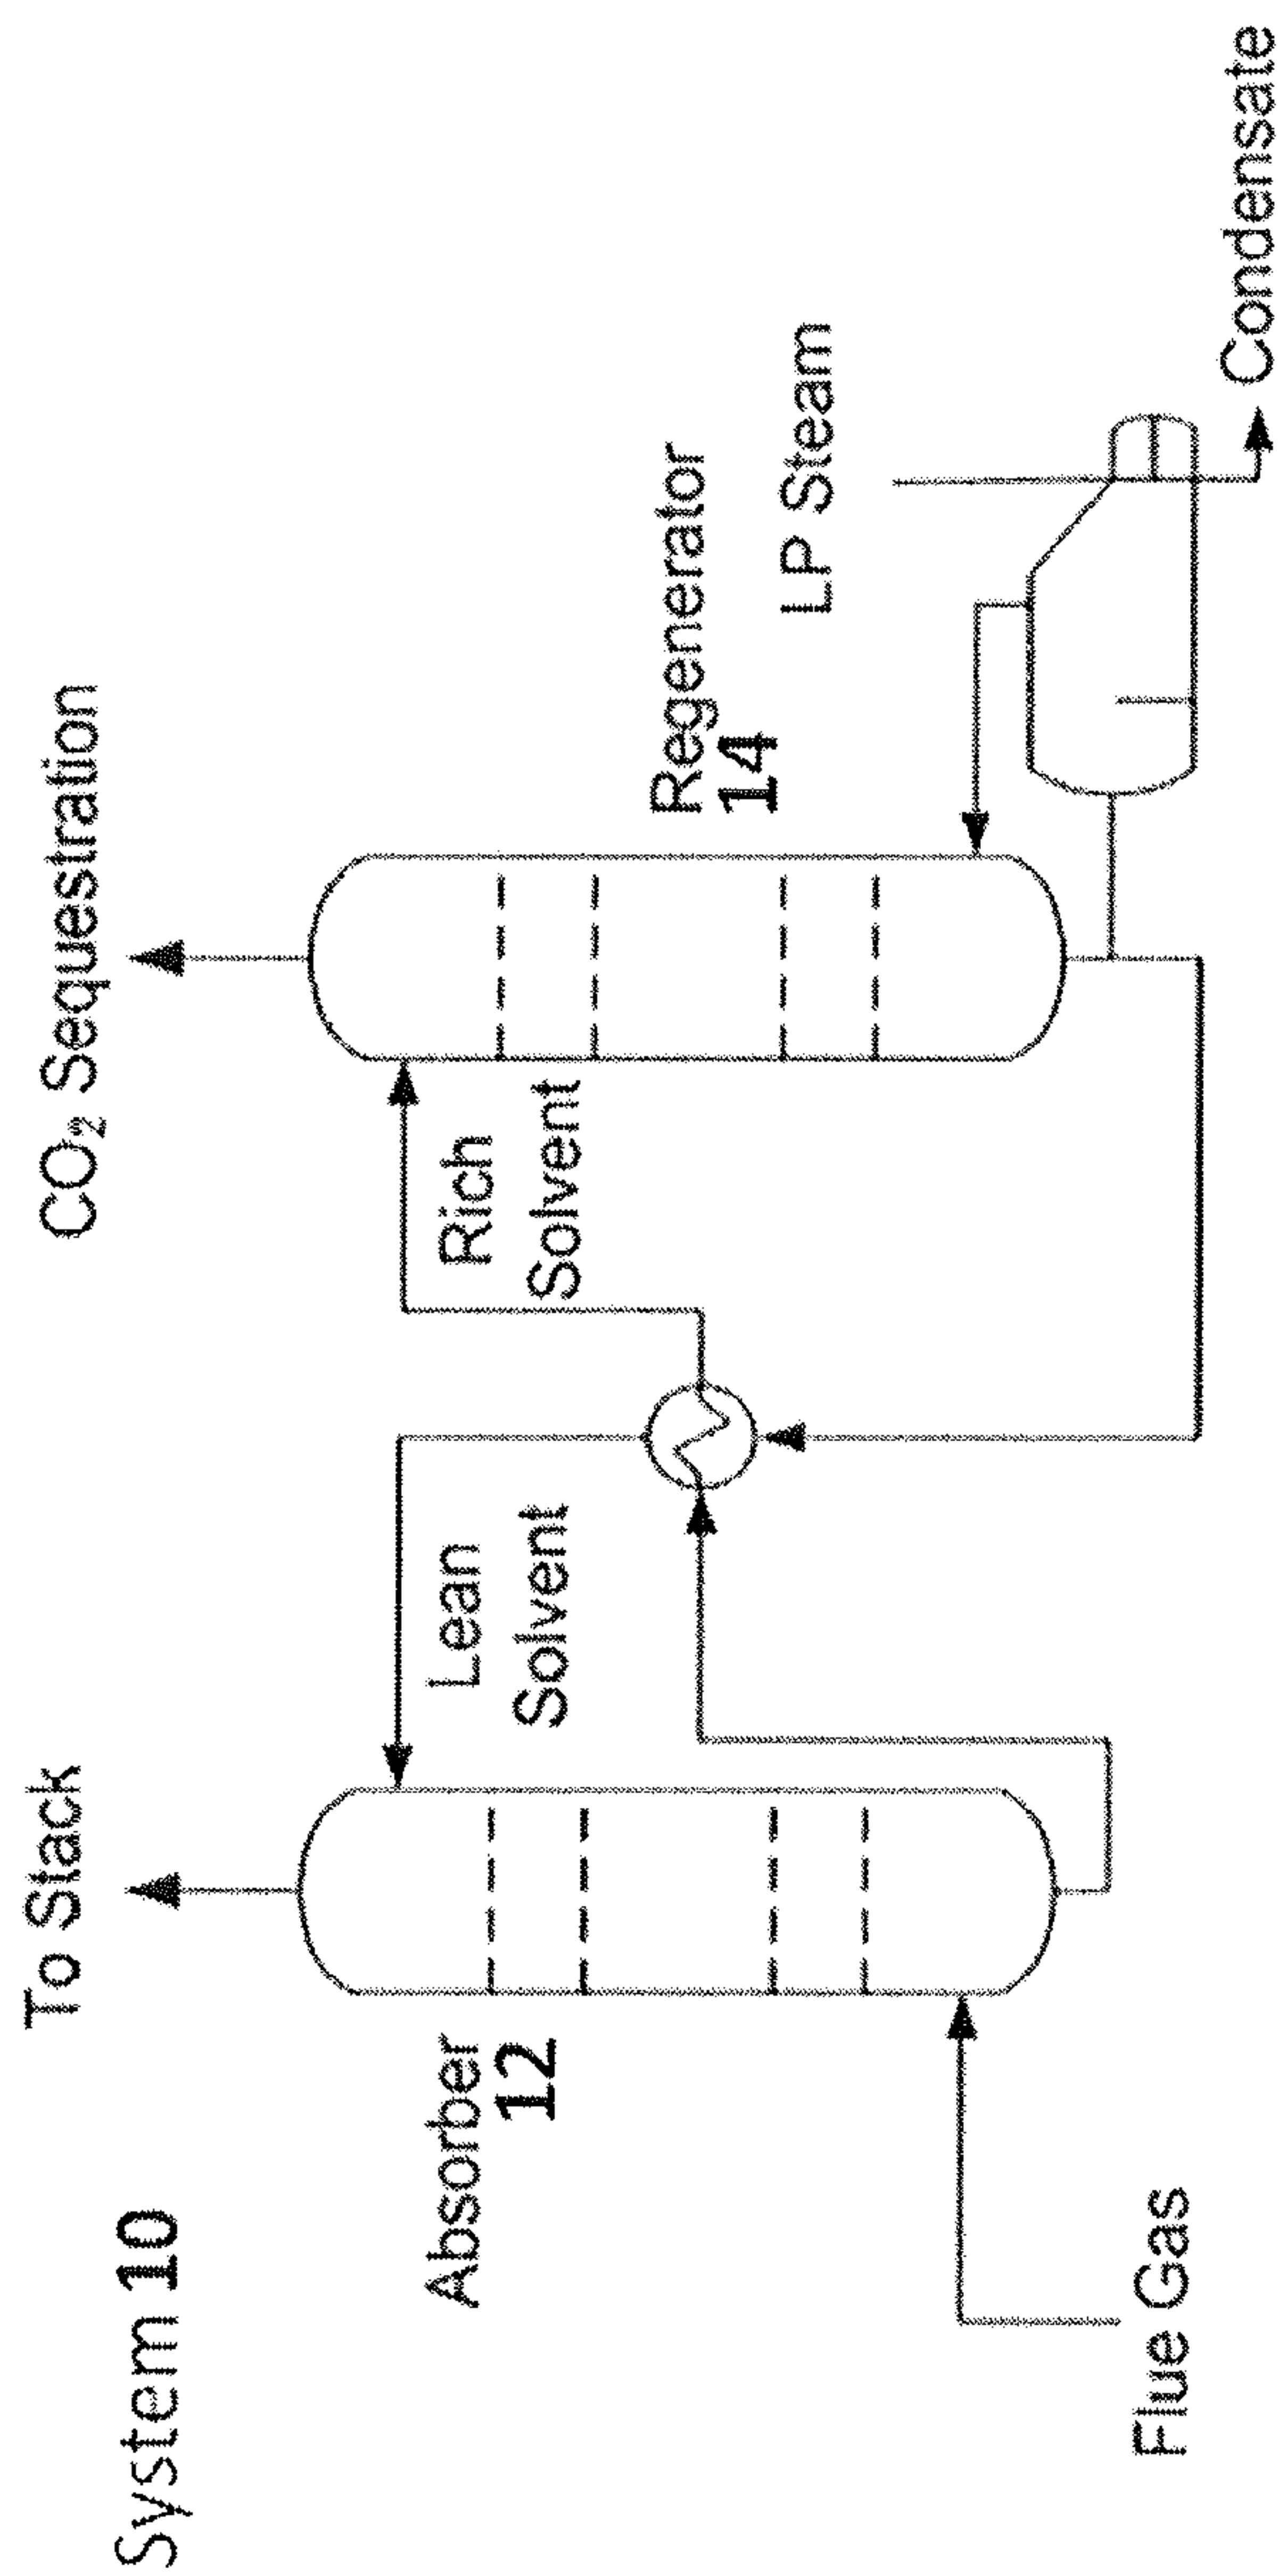 System 10
To Stack
CO₂ Sequestration
Absorber
12
Lean
Solvent
Rich
Solvent
Regenerator
14
LP Steam
Flue Gas
Condensate